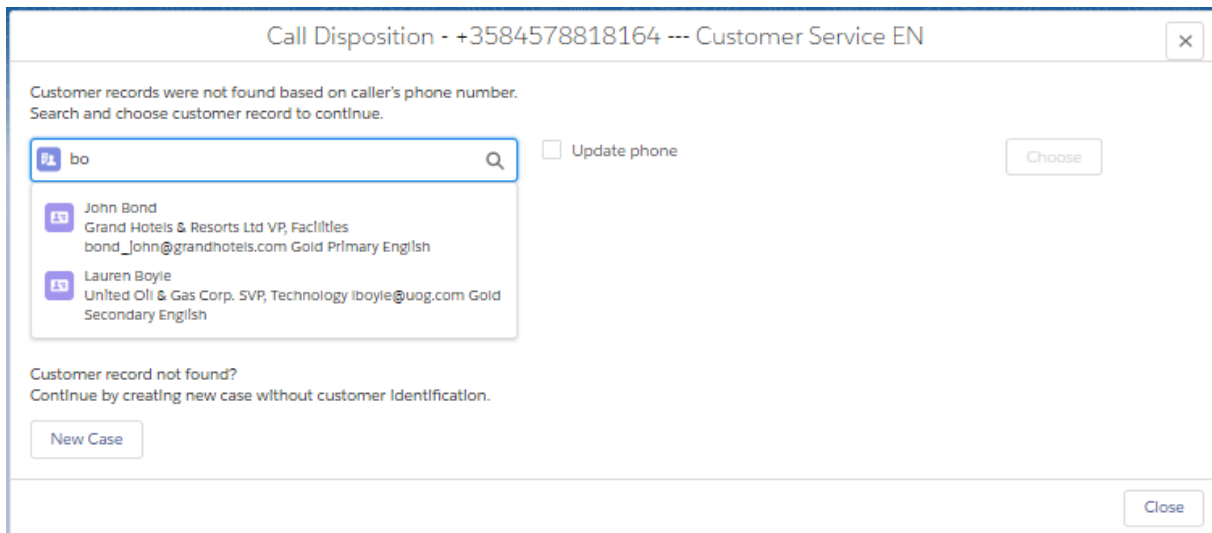 Call Disposition - +3584578818164 --- Customer Service EN
Customer records were not found based on caller's phone number.
Search and choose customer record to continue.
bo
Update phone
Choose
John Bond
Grand Hotels & Resorts Ltd VP, Facilities
bond_john@grandhotels.com Gold Primary English
Lauren Boyle
United Oil & Gas Corp. SVP, Technology lboyle@uog.com Gold
Secondary English
Customer record not found?
Continue by creating new case without customer identification.
New Case
Close